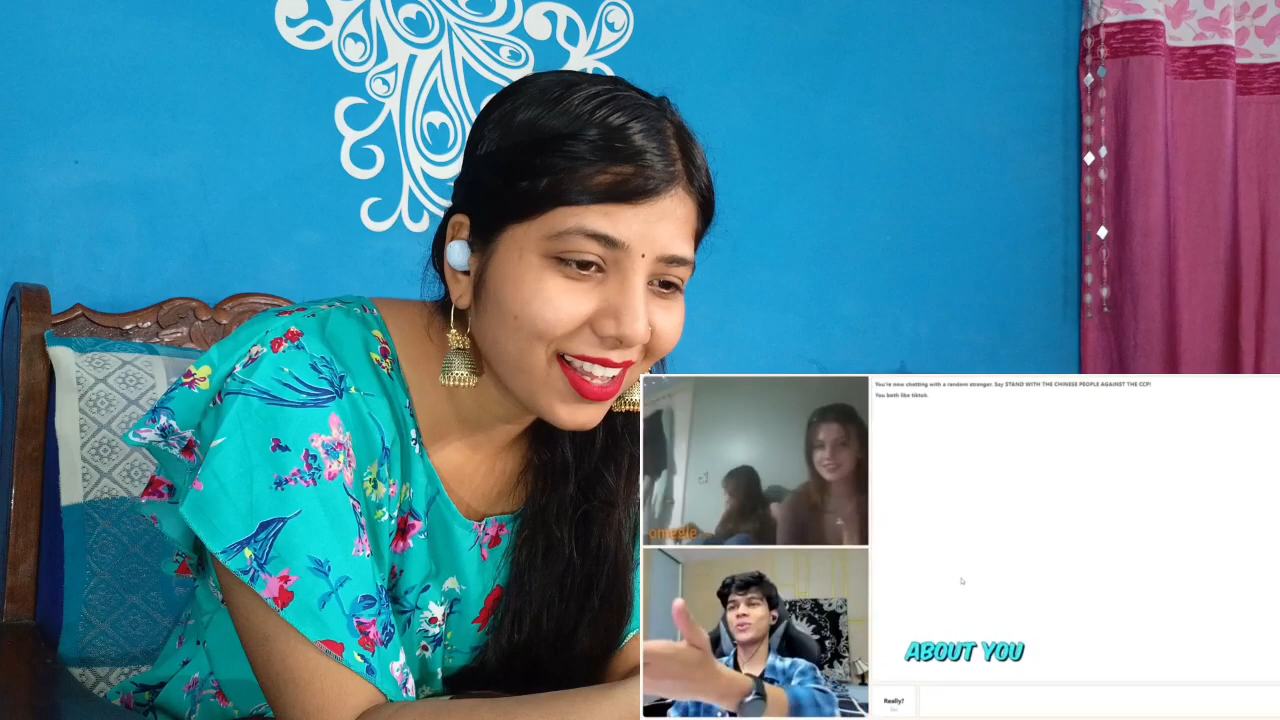 You're now chatting with a random stranger. Say STAND WITH THE CHINESE PEOPLE AGAINST THE CCP!
You both like tiktok.
omegle
ABOUT YOU
Really?
Esc